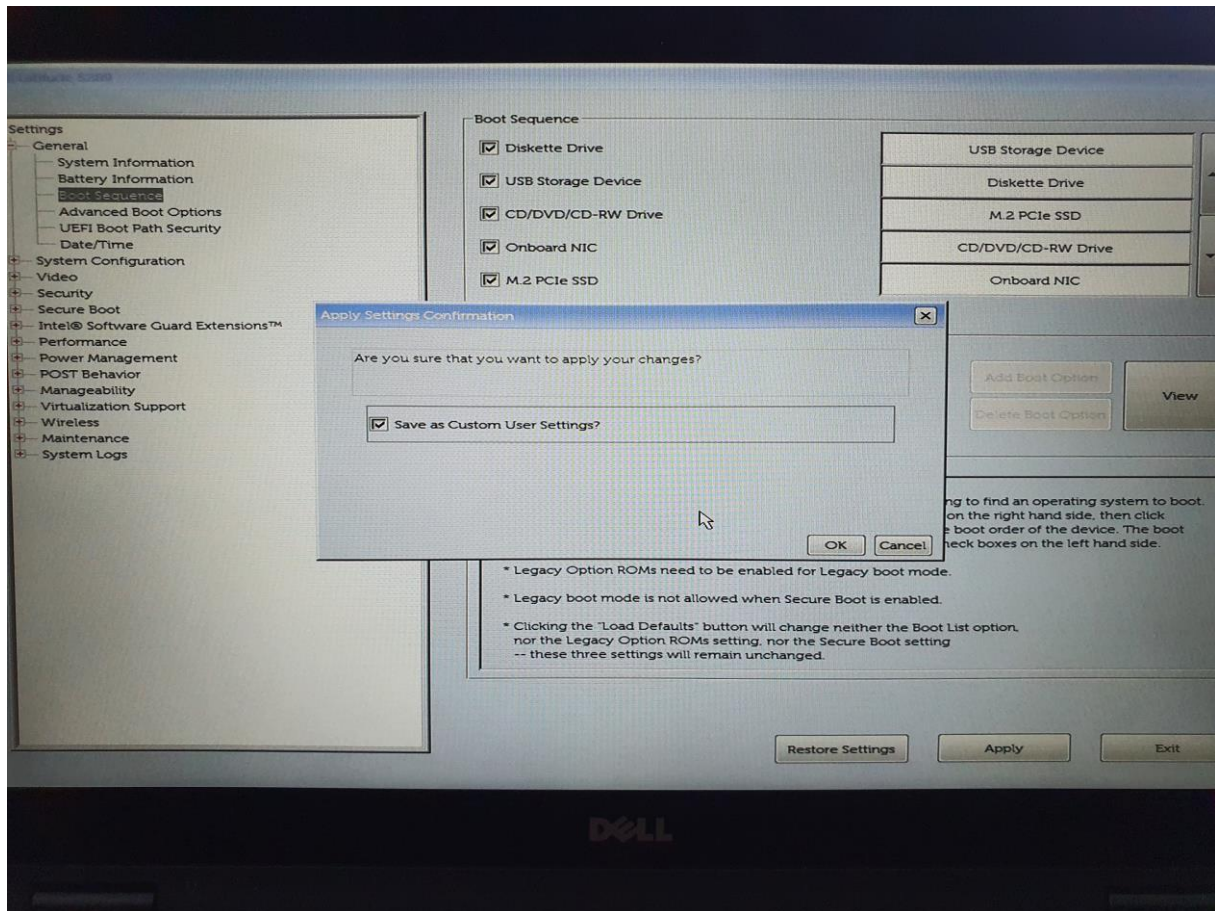 Settings
General
System Information
Battery Information
Boot Sequence
Advanced Boot Options
UEFI Boot Path Security
Date/Time
System Configuration
Video
Security
Secure Boot
Intel® Software Guard Extensions™
Performance
Power Management
POST Behavior
Manageability
Virtualization Support
Wireless
Maintenance
System Logs
Boot Sequence
Diskette Drive
USB Storage Device
CD/DVD/CD-RW Drive
Onboard NIC
M.2 PCIe SSD
USB Storage Device
Diskette Drive
M.2 PCIe SSD
CD/DVD/CD-RW Drive
Onboard NIC
Add Boot Option
Delete Boot Option
View
Apply Settings Confirmation
Are you sure that you want to apply your changes?
Save as Custom User Settings?
OK
Cancel
to find an operating system to boot.
on the right hand side, then click
boot order of the device. The boot
boxes on the left hand side.
* Legacy Option ROMs need to be enabled for Legacy boot mode.
* Legacy boot mode is not allowed when Secure Boot is enabled.
* Clicking the "Load Defaults" button will change neither the Boot List option,
nor the Legacy Option ROMs setting, nor the Secure Boot setting
-- these three settings will remain unchanged.
Restore Settings
Apply
Exit
DELL